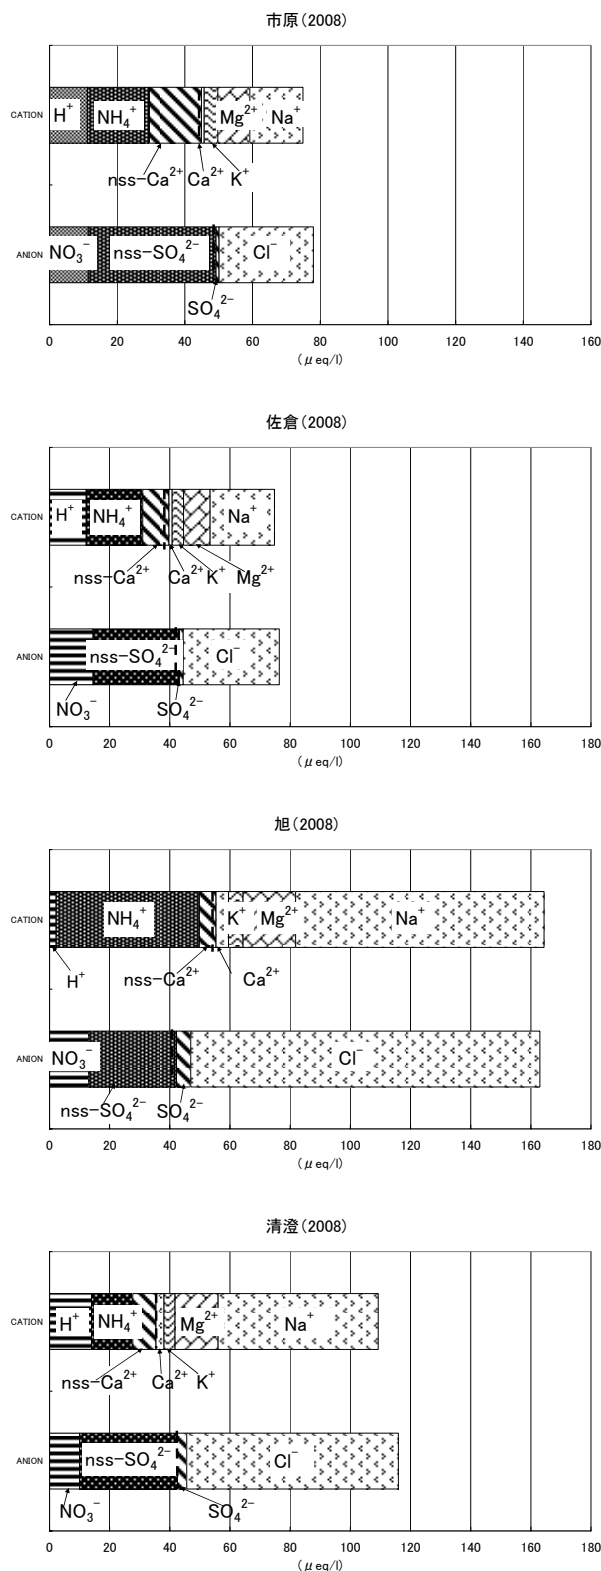 市原(2008)
CATION H⁺ NH₄⁺ Mg²⁺ Na⁺
nss-Ca²⁺ Ca²⁺ K⁺
ANION NO₃⁻ nss-SO₄²⁻ Cl⁻
SO₄²⁻
0 20 40 60 80 100 120 140 160
(μeq/l)
佐倉(2008)
CATION H⁺ NH₄⁺ Na⁺
nss-Ca²⁺ Ca²⁺ K⁺ Mg²⁺
ANION nss-SO₄²⁻ Cl⁻
NO₃⁻ SO₄²⁻
0 20 40 60 80 100 120 140 160 180
(μeq/l)
旭(2008)
CATION NH₄⁺ K⁺ Mg²⁺ Na⁺
H⁺ nss-Ca²⁺ Ca²⁺
ANION NO₃⁻ Cl⁻
nss-SO₄²⁻ SO₄²⁻
0 20 40 60 80 100 120 140 160 180
(μeq/l)
清澄(2008)
CATION H⁺ NH₄⁺ Mg²⁺ Na⁺
nss-Ca²⁺ Ca²⁺ K⁺
ANION nss-SO₄²⁻ Cl⁻
NO₃⁻ SO₄²⁻
0 20 40 60 80 100 120 140 160 180
(μeq/l)